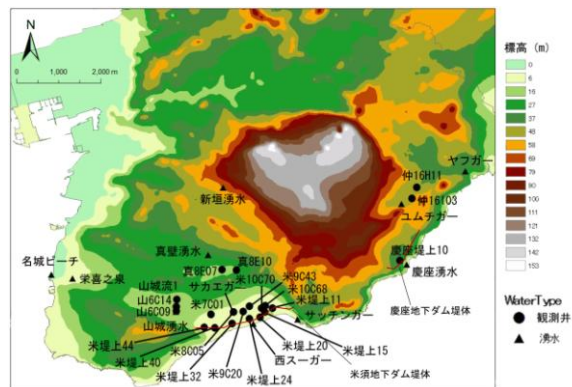 N
0 1,000 2,000 m
標高 (m)
0
6
16
27
37
48
58
69
79
90
100
111
121
132
142
153
ヤフガー
仲16H11
仲16I03
ユムチガー
新垣湧水
慶座堤上10
慶座湧水
慶座地下ダム堤体
真壁湧水
真8E07
真8E10
名城ビーチ
栄喜之泉
サカエガー
米9C43
米10C70
米10C68
山城流1
山6C14
山6C09
米7C01
米堤上11
サッチンガー
山城湧水
米堤上44
米堤上40
米8C05
米堤上32
米9C20
米堤上24
西スーガー
米堤上20
米堤上15
米須地下ダム堤体
WaterType
観測井
湧水